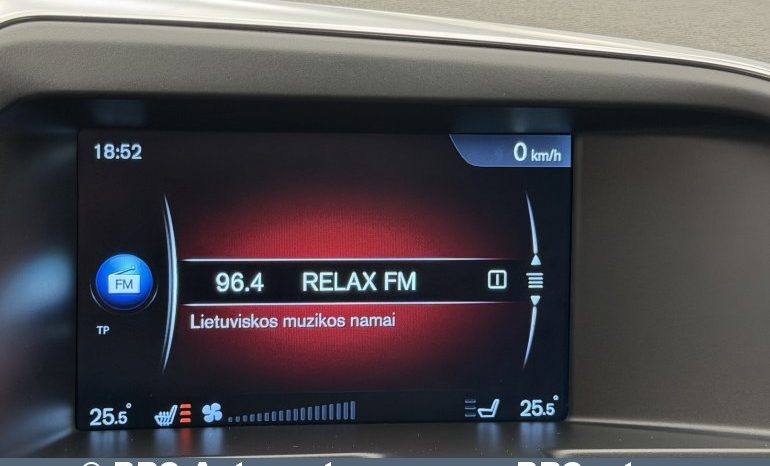 18:52
0 km/h
FM
96.4 RELAX FM
TP
Lietuviskos muzikos namai
25.5°
25.5°